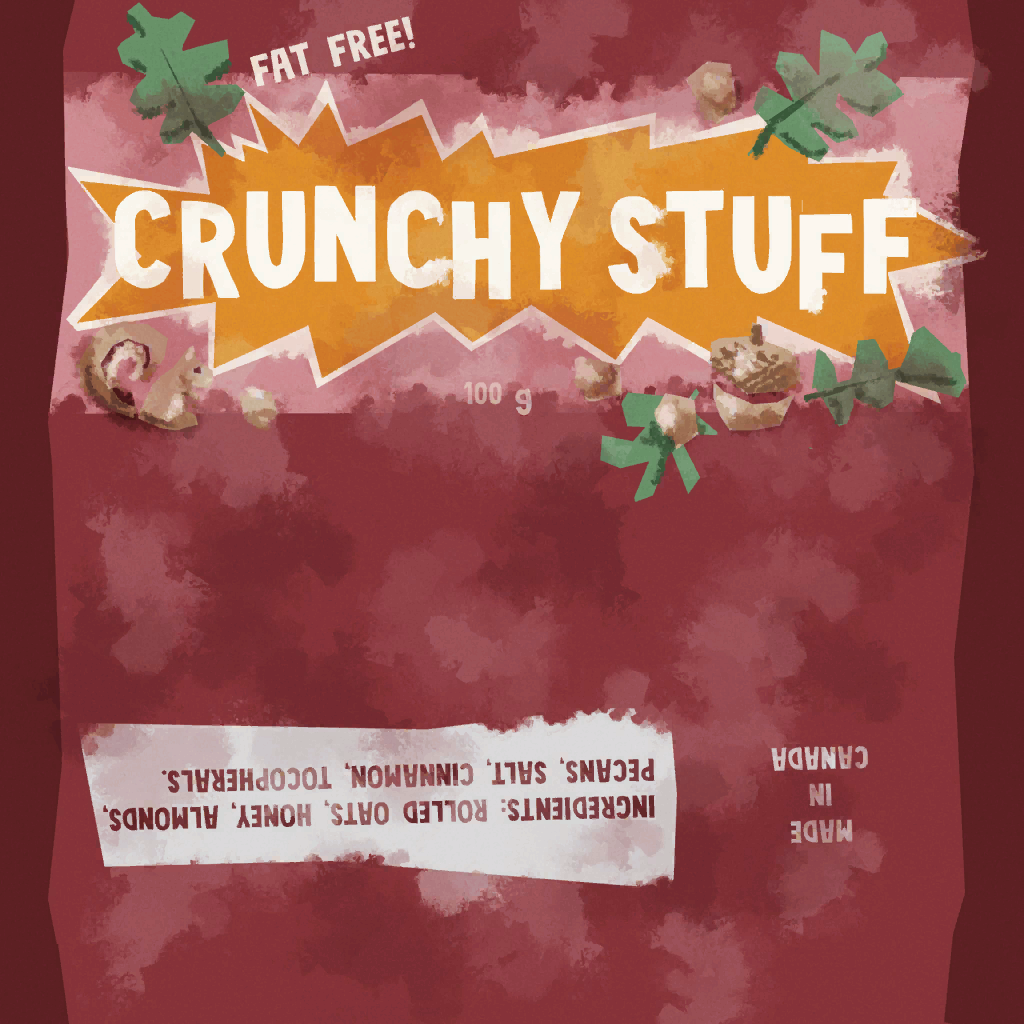 FAT FREE!
CRUNCHY STUFF
100 g
INGREDIENTS: ROLLED OATS, HONEY, ALMONDS,
PECANS, SALT, CINNAMON, TOCOPHERALS.
MADE
IN
CANADA